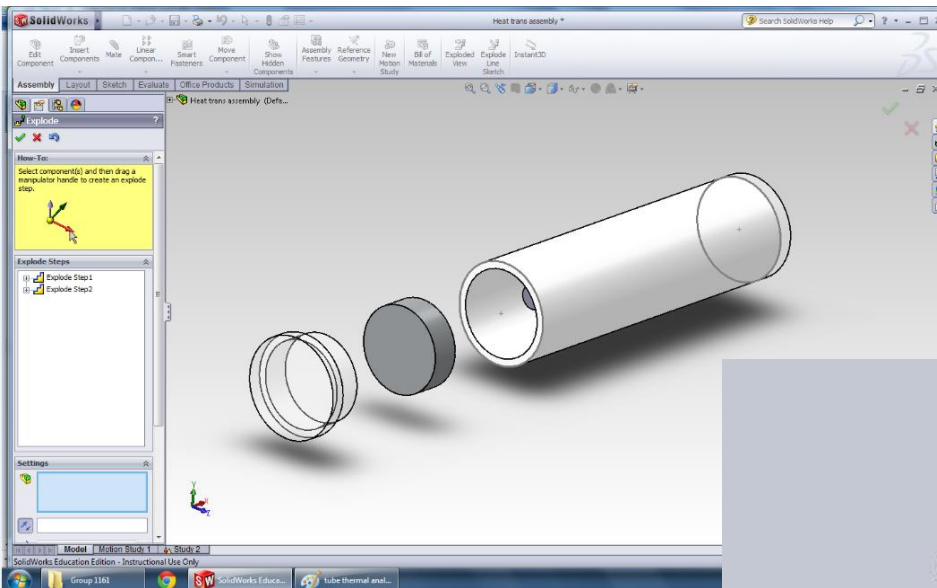 SolidWorks
Heat trans assembly *
Search SolidWorks Help
Edit Component
Insert Components
Mate
Linear Compon...
Smart Fasteners
Move Component
Show Hidden Components
Assembly Features
Reference Geometry
New Motion Study
Bill of Materials
Exploded View
Explode Line Sketch
Instant3D
Assembly
Layout
Sketch
Evaluate
Office Products
Simulation
Heat trans assembly (Defa...
Explode
?
How-To:
Select component(s) and then drag a
manipulator handle to create an explode
step.
Explode Steps
Explode Step1
Explode Step2
Settings
Y
X
Z
Model
Motion Study 1
Study 2
SolidWorks Education Edition - Instructional Use Only
Group 1161
SolidWorks Educa...
tube thermal anal...